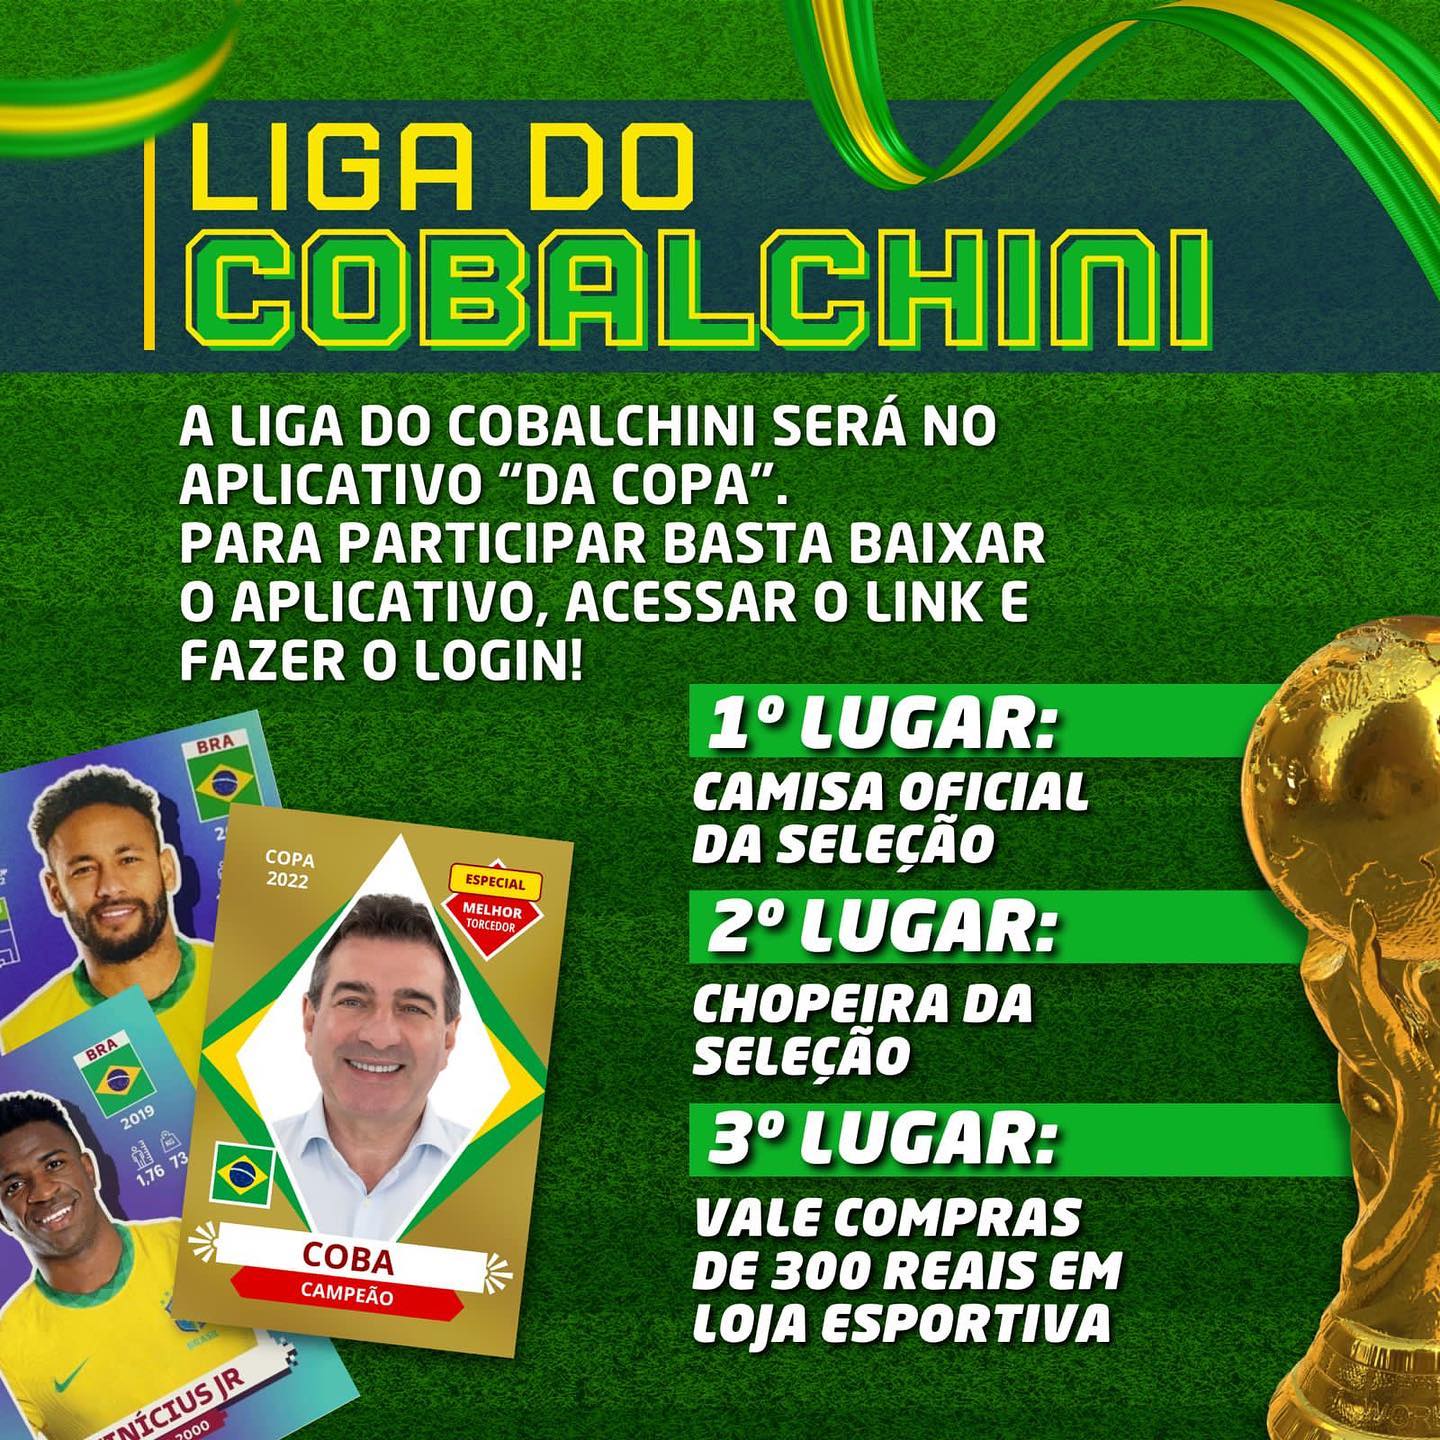 LIGA DO
COBALCHINI
A LIGA DO COBALCHINI SERÁ NO
APLICATIVO “DA COPA”.
PARA PARTICIPAR BASTA BAIXAR
O APLICATIVO, ACESSAR O LINK E
FAZER O LOGIN!
1º LUGAR:
CAMISA OFICIAL
DA SELEÇÃO
2º LUGAR:
CHOPEIRA DA
SELEÇÃO
3º LUGAR:
VALE COMPRAS
DE 300 REAIS EM
LOJA ESPORTIVA
BRA
COPA
2022
ESPECIAL
MELHOR
TORCEDOR
COBA
CAMPEÃO
BRA
2019
1,76 73
BRASIL
VINÍCIUS JR
2000